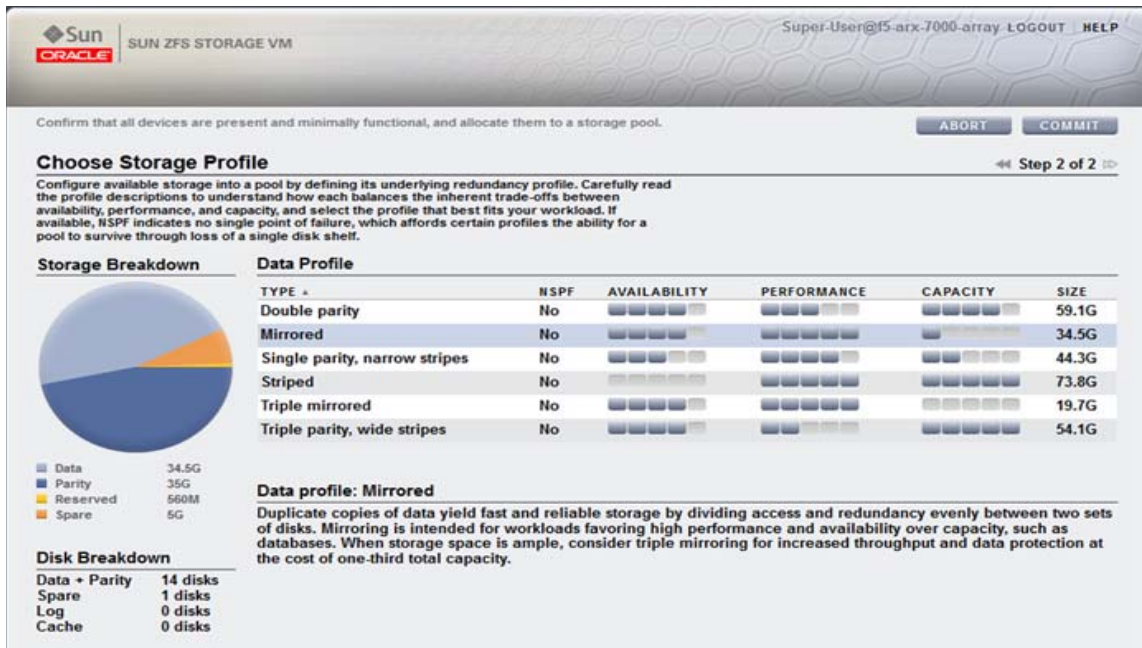 Sun
ORACLE
SUN ZFS STORAGE VM
Super-User@f5-arx-7000-array LOGOUT HELP
Confirm that all devices are present and minimally functional, and allocate them to a storage pool.
ABORT COMMIT
Choose Storage Profile
Step 2 of 2
Configure available storage into a pool by defining its underlying redundancy profile. Carefully read
the profile descriptions to understand how each balances the inherent trade-offs between
availability, performance, and capacity, and select the profile that best fits your workload. If
available, NSPF indicates no single point of failure, which affords certain profiles the ability for a
pool to survive through loss of a single disk shelf.
Storage Breakdown
Data 34.5G
Parity 35G
Reserved 560M
Spare 5G
Disk Breakdown
Data + Parity 14 disks
Spare 1 disks
Log 0 disks
Cache 0 disks
Data Profile
TYPE NSPF AVAILABILITY PERFORMANCE CAPACITY SIZE
Double parity No 59.1G
Mirrored No 34.5G
Single parity, narrow stripes No 44.3G
Striped No 73.8G
Triple mirrored No 19.7G
Triple parity, wide stripes No 54.1G
Data profile: Mirrored
Duplicate copies of data yield fast and reliable storage by dividing access and redundancy evenly between two sets
of disks. Mirroring is intended for workloads favoring high performance and availability over capacity, such as
databases. When storage space is ample, consider triple mirroring for increased throughput and data protection at
the cost of one-third total capacity.